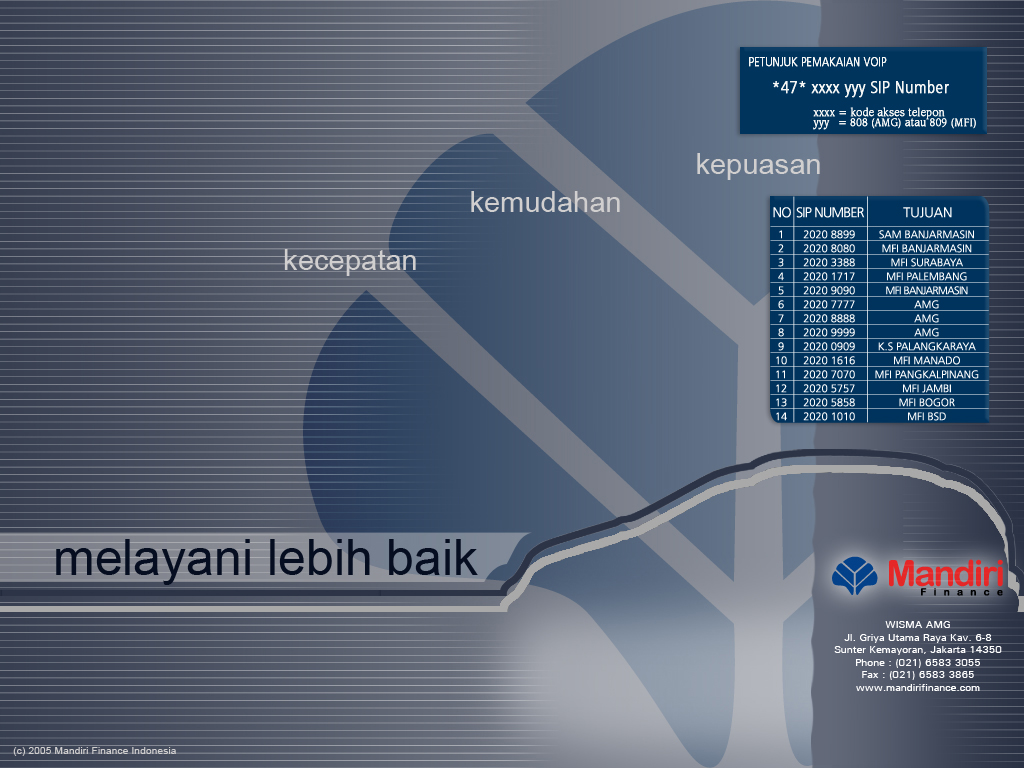 PETUNJUK PEMAKAIAN VOIP
*47* xxxx yyy SIP Number
xxxx = kode akses telepon
yyy = 808 (AMG) atau 809 (MFI)
kepuasan
kemudahan
kecepatan
NO SIP NUMBER TUJUAN
1 2020 8899 SAM BANJARMASIN
2 2020 8080 MFI BANJARMASIN
3 2020 3388 MFI SURABAYA
4 2020 1717 MFI PALEMBANG
5 2020 9090 MFI BANJARMASIN
6 2020 7777 AMG
7 2020 8888 AMG
8 2020 9999 AMG
9 2020 0909 K.S PALANGKARAYA
10 2020 1616 MFI MANADO
11 2020 7070 MFI PANGKALPINANG
12 2020 5757 MFI JAMBI
13 2020 5858 MFI BOGOR
14 2020 1010 MFI BSD
melayani lebih baik
Mandiri
Finance
WISMA AMG
Jl. Griya Utama Raya Kav. 6-8
Sunter Kemayoran, Jakarta 14350
Phone : (021) 6583 3055
Fax : (021) 6583 3865
www.mandirifinance.com
(c) 2005 Mandiri Finance Indonesia